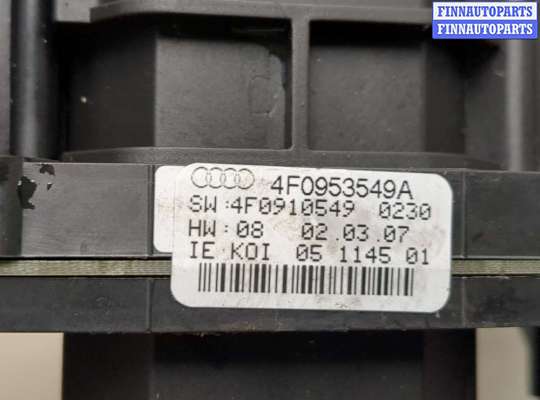 FINNAUTOPARTS
FINNAUTOPARTS
4F0953549A
SW:4F0910549 0230
HW:08 02.03.07
IE KOI 05 1145 01